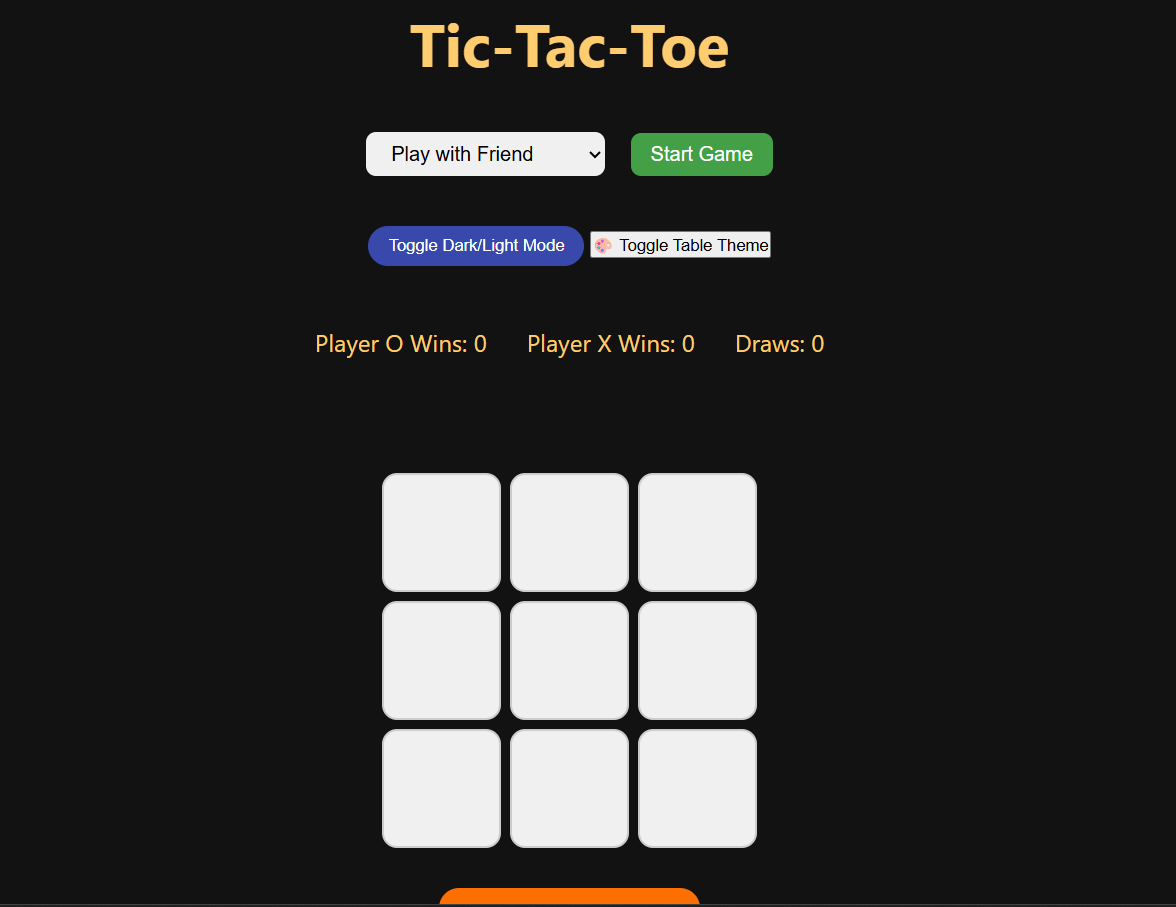 Tic-Tac-Toe
Play with Friend Start Game
Toggle Dark/Light Mode 🎨 Toggle Table Theme
Player O Wins: 0 Player X Wins: 0 Draws: 0